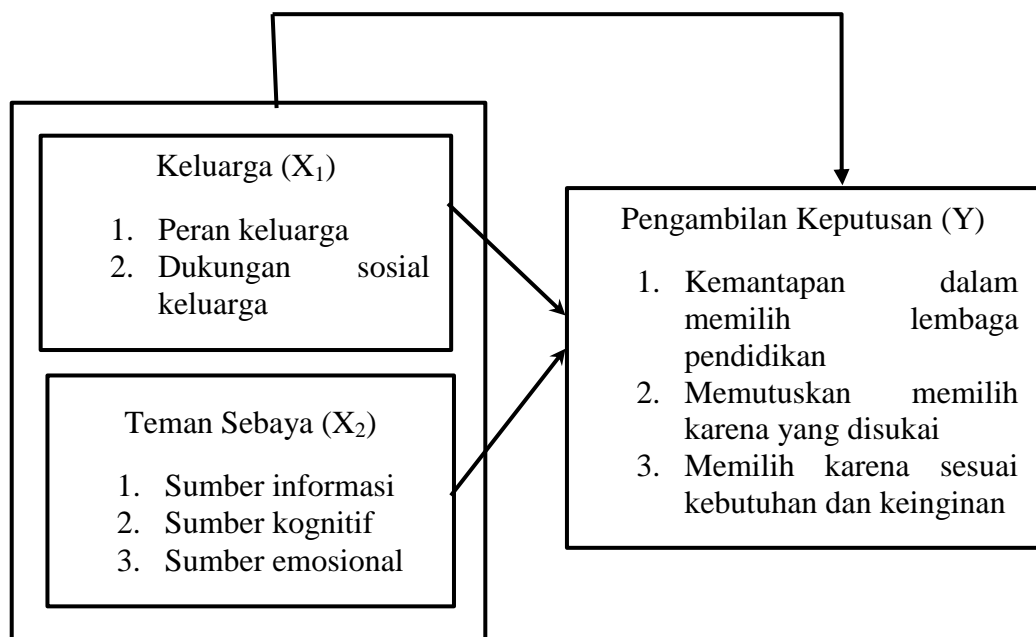 Keluarga (X₁)
1. Peran keluarga
2. Dukungan sosial
keluarga
Teman Sebaya (X₂)
1. Sumber informasi
2. Sumber kognitif
3. Sumber emosional
Pengambilan Keputusan (Y)
1. Kemantapan dalam
memilih lembaga
pendidikan
2. Memutuskan memilih
karena yang disukai
3. Memilih karena sesuai
kebutuhan dan keinginan